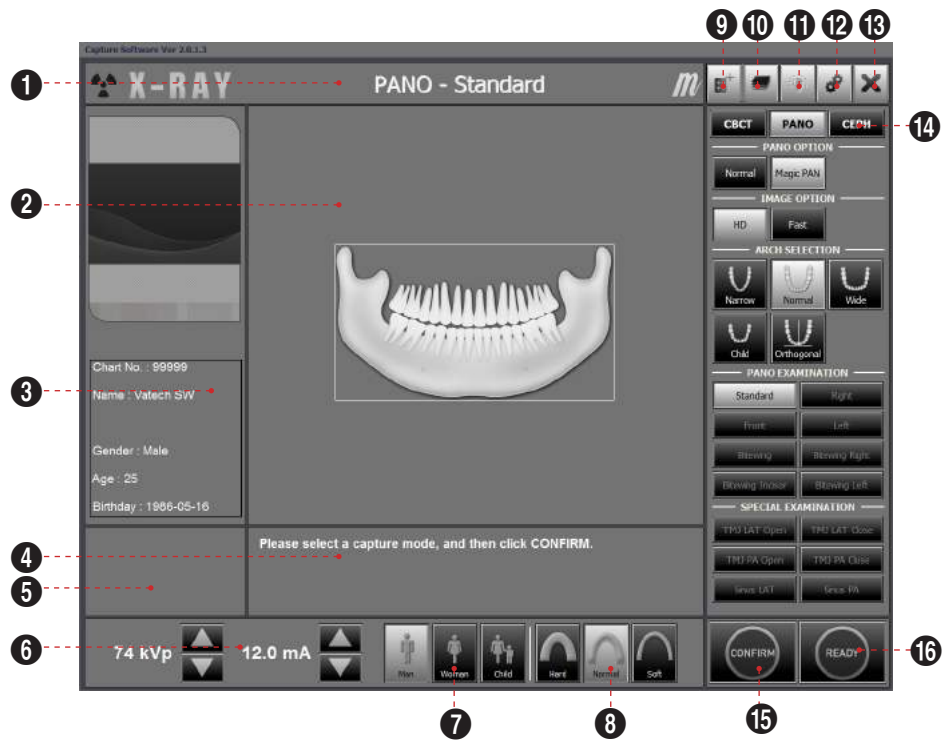 9 10 11 12 13
Capture Software Ver 2.0.1.3
1 X-RAY PANO - Standard m
CBCT PANO CEPH 14
PANO OPTION
Normal Magic PAN
2 IMAGE OPTION
HD Fast
ARCH SELECTION
Narrow Normal Wide
Child Orthogonal
Chart No. : 99999
3 Name : Vatech SW
Gender : Male
Age : 25
Birthday : 1986-05-16
PANO EXAMINATION
Standard Right
Front Left
Bitewing Bitewing Right
Bitewing Incisor Bitewing Left
SPECIAL EXAMINATION
TMJ LAT Open TMJ LAT Close
TMJ PA Open TMJ PA Close
Sinus LAT Sinus PA
4 Please select a capture mode, and then click CONFIRM.
5
6 74 kVp 12.0 mA
Man Women Child Hard Normal Soft
CONFIRM READY 16
7 8 15